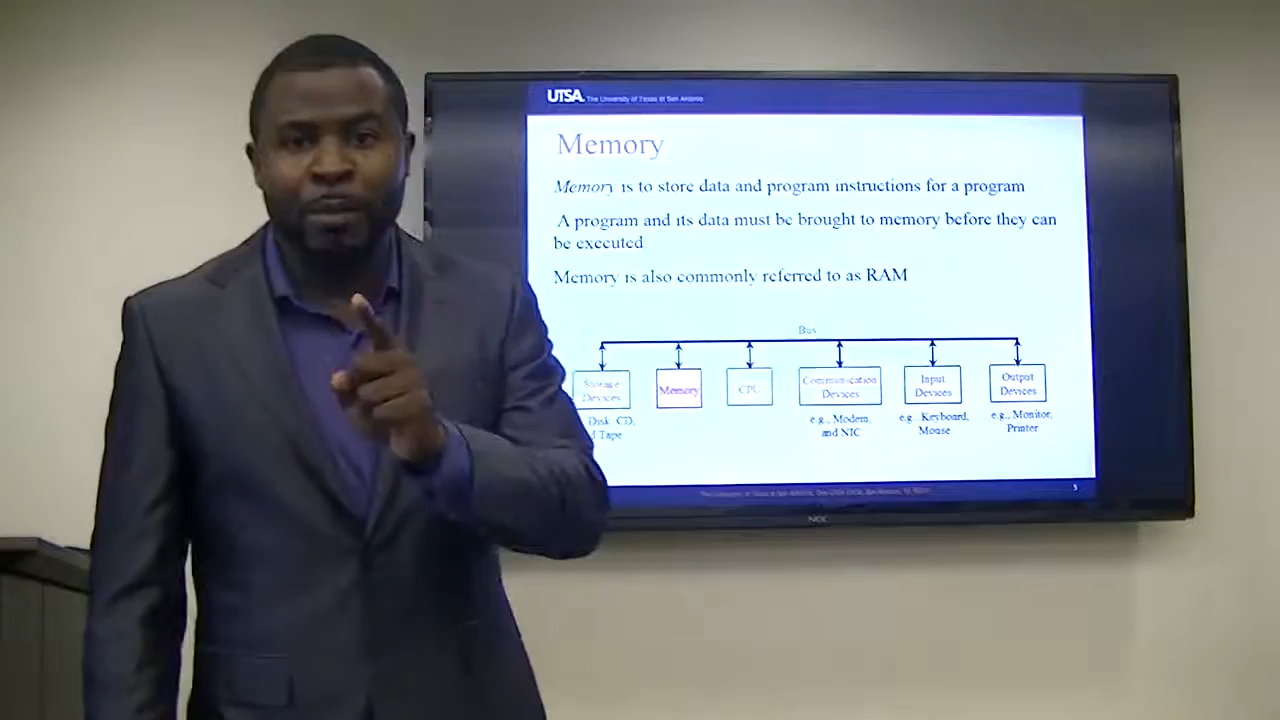 UTSA. The University of Texas at San Antonio
Memory
Memory is to store data and program instructions for a program
A program and its data must be brought to memory before they can
be executed
Memory is also commonly referred to as RAM
Bus
Storage
Devices
Memory
CPU
Communication
Devices
Input
Devices
Output
Devices
Disk, CD,
Tape
e.g., Modem,
and NIC
e.g. Keyboard,
Mouse
e.g., Monitor,
Printer
5
NEC